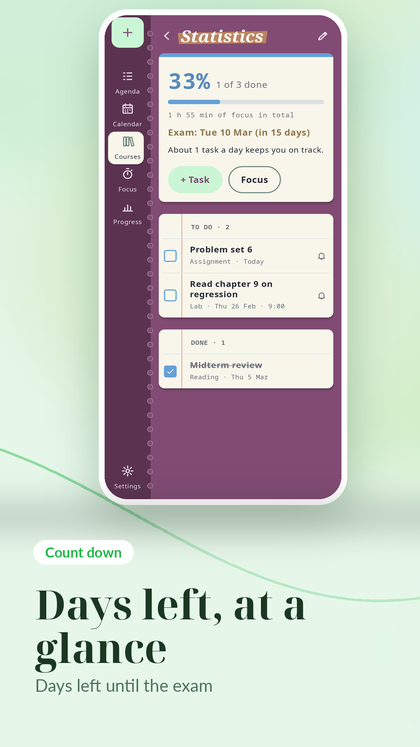 +
Agenda
Calendar
Courses
Focus
Progress
Settings
Statistics
33% 1 of 3 done
1 h 55 min of focus in total
Exam: Tue 10 Mar (in 15 days)
About 1 task a day keeps you on track.
+ Task
Focus
TO DO · 2
Problem set 6
Assignment · Today
Read chapter 9 on
regression
Lab · Thu 26 Feb · 9:00
DONE · 1
Midterm review
Reading · Thu 5 Mar
Count down
Days left, at a
glance
Days left until the exam